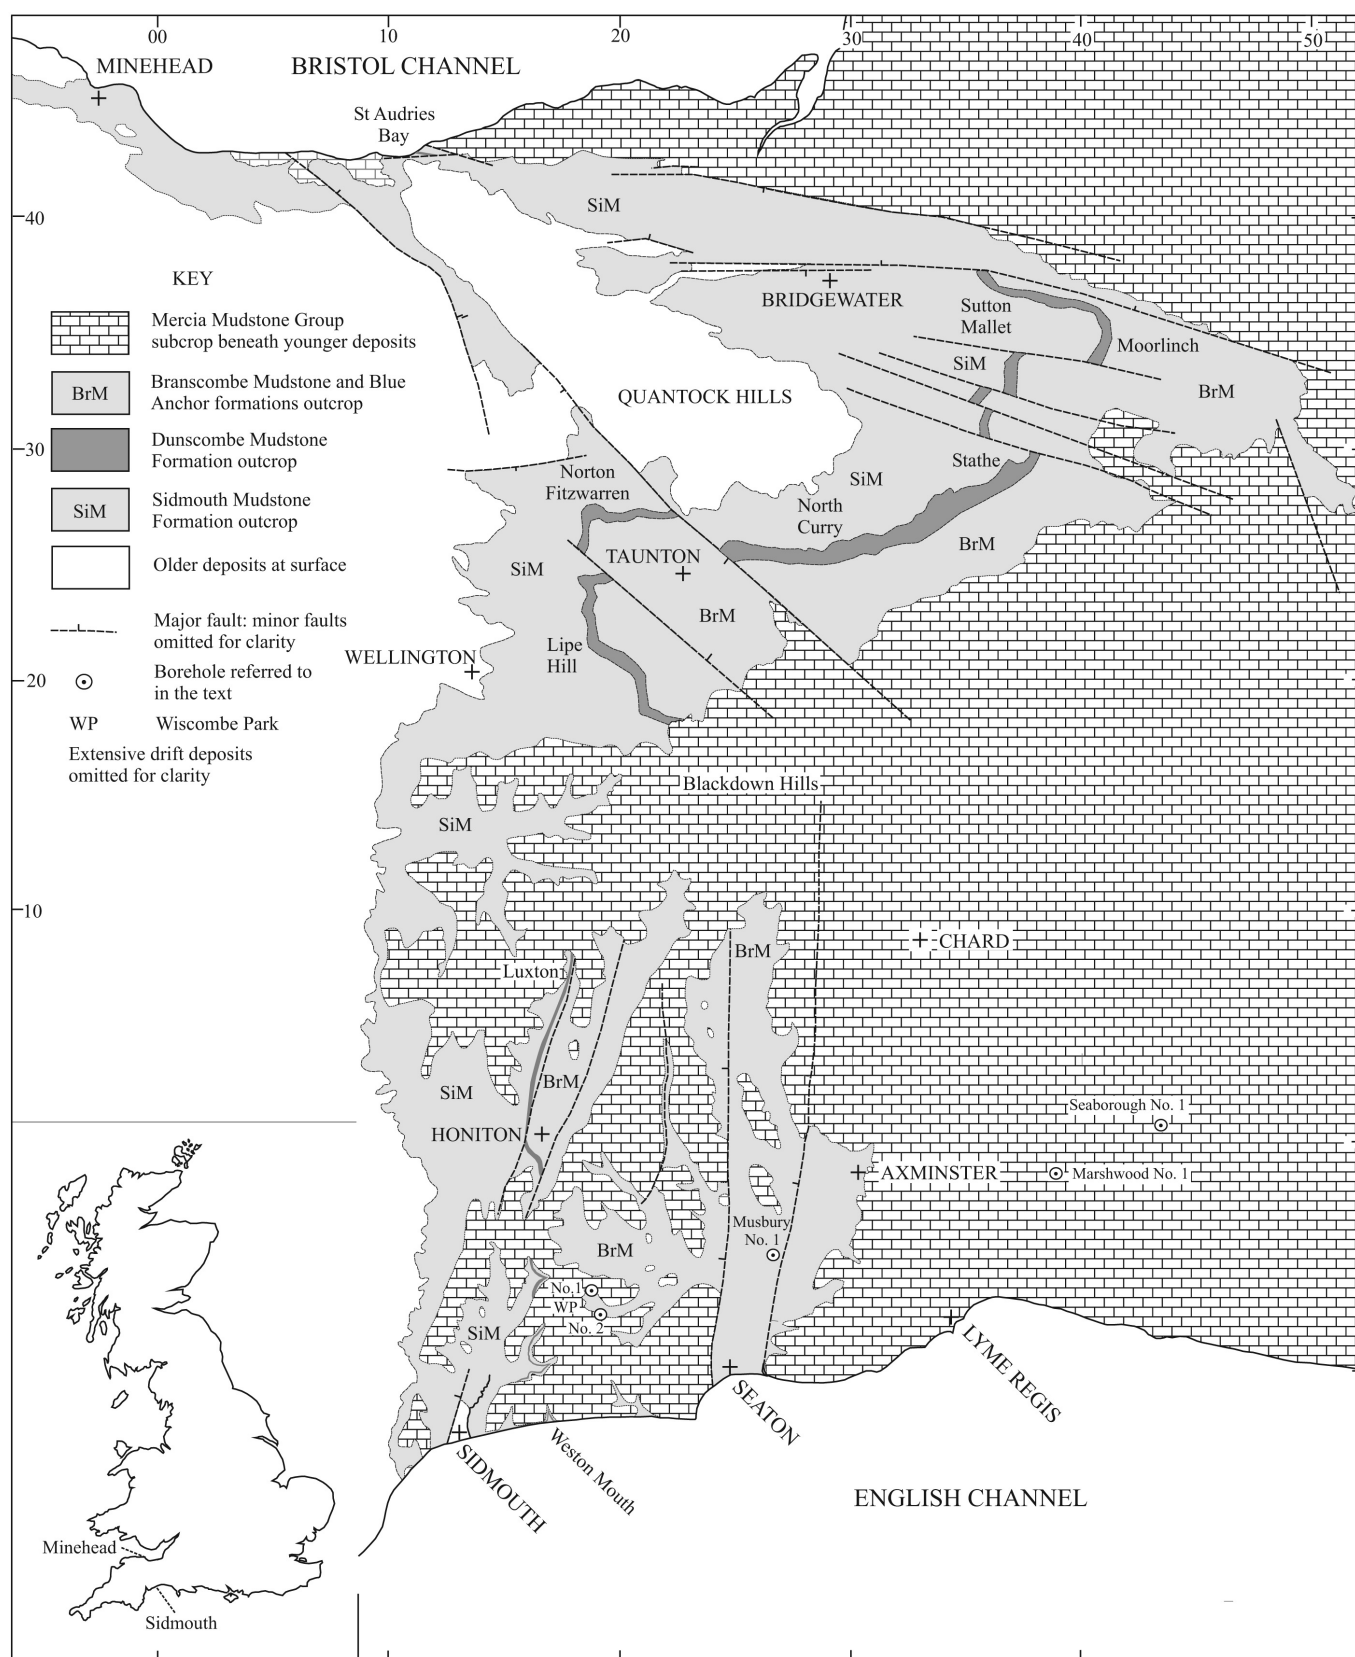 00
10
20
30
40
50
MINEHEAD
BRISTOL CHANNEL
St Audries
Bay
40
SiM
KEY
BRIDGEWATER
Sutton
Mallet
Moorlinch
Mercia Mudstone Group
subcrop beneath younger deposits
SiM
BrM
Branscombe Mudstone and Blue
Anchor formations outcrop
BrM
QUANTOCK HILLS
Dunscombe Mudstone
Formation outcrop
30
Norton
Fitzwarren
Stathe
SiM
SiM
Sidmouth Mudstone
Formation outcrop
North
Curry
BrM
Older deposits at surface
SiM
TAUNTON
BrM
Major fault: minor faults
omitted for clarity
Lipe
Hill
WELLINGTON
20
Borehole referred to
in the text
WP
Wiscombe Park
Extensive drift deposits
omitted for clarity
Blackdown Hills
SiM
10
CHARD
BrM
Luxton
BrM
SiM
Seaborough No. 1
HONITON
AXMINSTER
Marshwood No. 1
Musbury
No. 1
BrM
No.1
WP
No. 2
SiM
LYME REGIS
SEATON
Weston Mouth
SIDMOUTH
ENGLISH CHANNEL
Minehead
Sidmouth